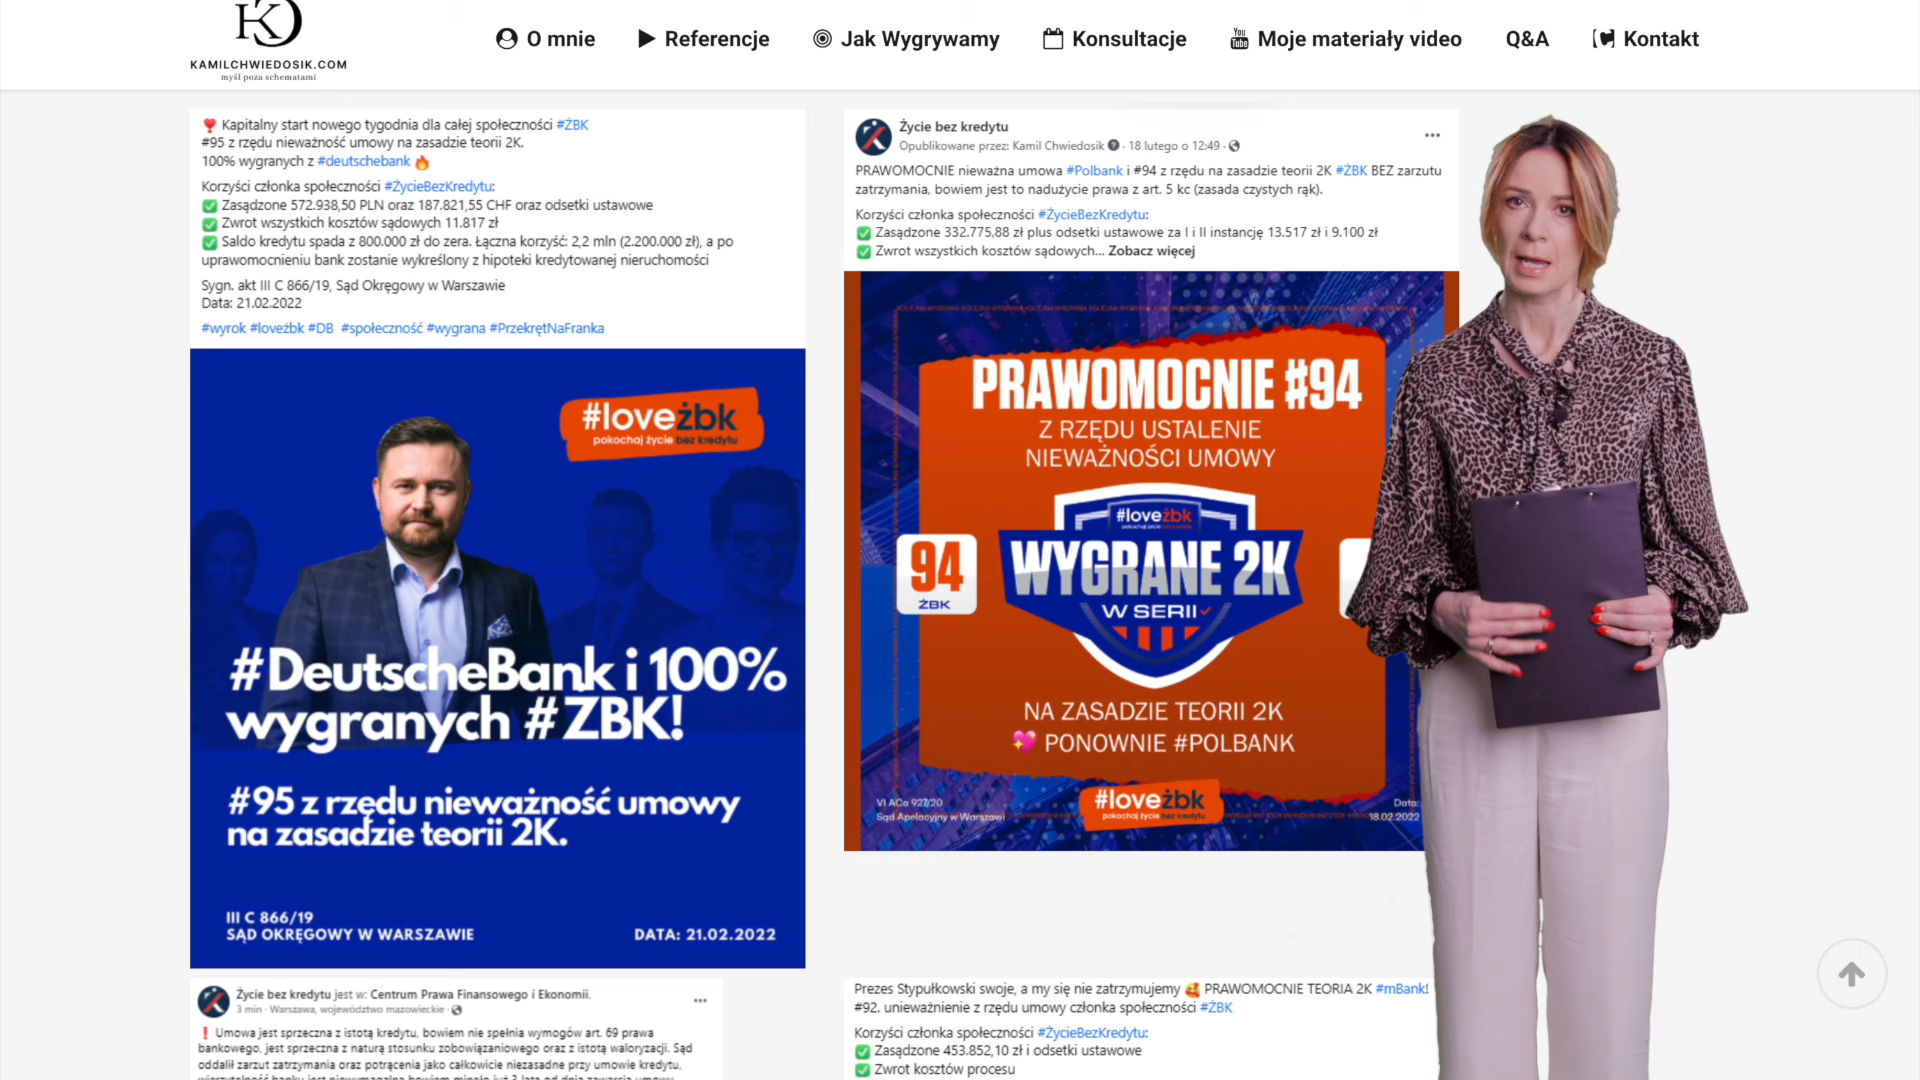 KAMILCHWIEDOSIK.COM
myśl poza schematami
O mnie
Referencje
Jak Wygrywamy
Konsultacje
Moje materiały video
Q&A
Kontakt
Kapitalny start nowego tygodnia dla całej społeczności #ŻBK
#95 z rzędu nieważność umowy na zasadzie teorii 2K.
100% wygranych z #deutschebank
Korzyści członka społeczności #ŻycieBezKredytu:
Zasądzone 572.938,50 PLN oraz 187.821,55 CHF oraz odsetki ustawowe
Zwrot wszystkich kosztów sądowych 11.817 zł
Saldo kredytu spada z 800.000 zł do zera. Łączna korzyść: 2,2 mln (2.200.000 zł), a po
uprawomocnieniu bank zostanie wykreślony z hipoteki kredytowanej nieruchomości
Sygn. akt III C 866/19, Sąd Okręgowy w Warszawie
Data: 21.02.2022
#wyrok #loveżbk #DB #społeczność #wygrana #PrzekrętNaFranka
#loveżbk
pokochaj życie bez kredytu
#DeutscheBank i 100%
wygranych #ŻBK!
#95 z rzędu nieważność umowy
na zasadzie teorii 2K.
III C 866/19
SĄD OKRĘGOWY W WARSZAWIE
DATA: 21.02.2022
Życie bez kredytu
Opublikowane przez: Kamil Chwiedosik · 18 lutego o 12:49 ·
PRAWOMOCNIE nieważna umowa #Polbank i #94 z rzędu na zasadzie teorii 2K #ŻBK BEZ zarzutu
zatrzymania, bowiem jest to nadużycie prawa z art. 5 kc (zasada czystych rąk).
Korzyści członka społeczności #ŻycieBezKredytu:
Zasądzone 332.775,88 zł plus odsetki ustawowe za I i II instancję 13.517 zł i 9.100 zł
Zwrot wszystkich kosztów sądowych... Zobacz więcej
PRAWOMOCNIE #94
Z RZĘDU USTALENIE
NIEWAŻNOŚCI UMOWY
#loveżbk
94
ŻBK
WYGRANE 2K
W SERII
NA ZASADZIE TEORII 2K
PONOWNIE #POLBANK
VI ACa 927/20
Sąd Apelacyjny w Warszawi
#loveżbk
pokochaj życie bez kredytu
Data:
18.02.2022
Życie bez kredytu jest w: Centrum Prawa Finansowego i Ekonomii.
3 min · Warszawa, województwo mazowieckie ·
Umowa jest sprzeczna z istotą kredytu, bowiem nie spełnia wymogów art. 69 prawa
bankowego, jest sprzeczna z naturą stosunku zobowiązaniowego oraz z istotą waloryzacji. Sąd
oddalił zarzut zatrzymania oraz potrącenia jako całkowicie niezasadne przy umowie kredytu,
Prezes Stypułkowski swoje, a my się nie zatrzymujemy PRAWOMOCNIE TEORIA 2K #mBank!
#92. unieważnienie z rzędu umowy członka społeczności #ŻBK
Korzyści członka społeczności #ŻycieBezKredytu:
Zasądzone 453.852,10 zł i odsetki ustawowe
Zwrot kosztów procesu